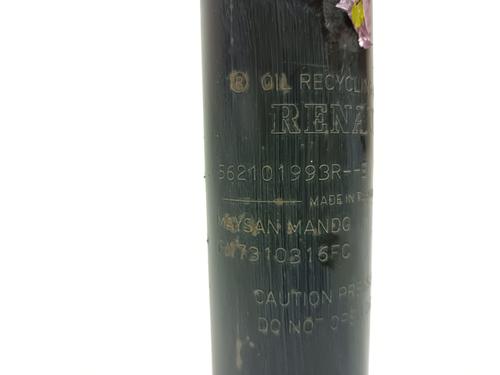 ® OIL RECYCLIN
RENA
562101993R--
MADE IN
MAYSAN MANDO
7310316FC
CAUTION PRE
DO NOT OPE